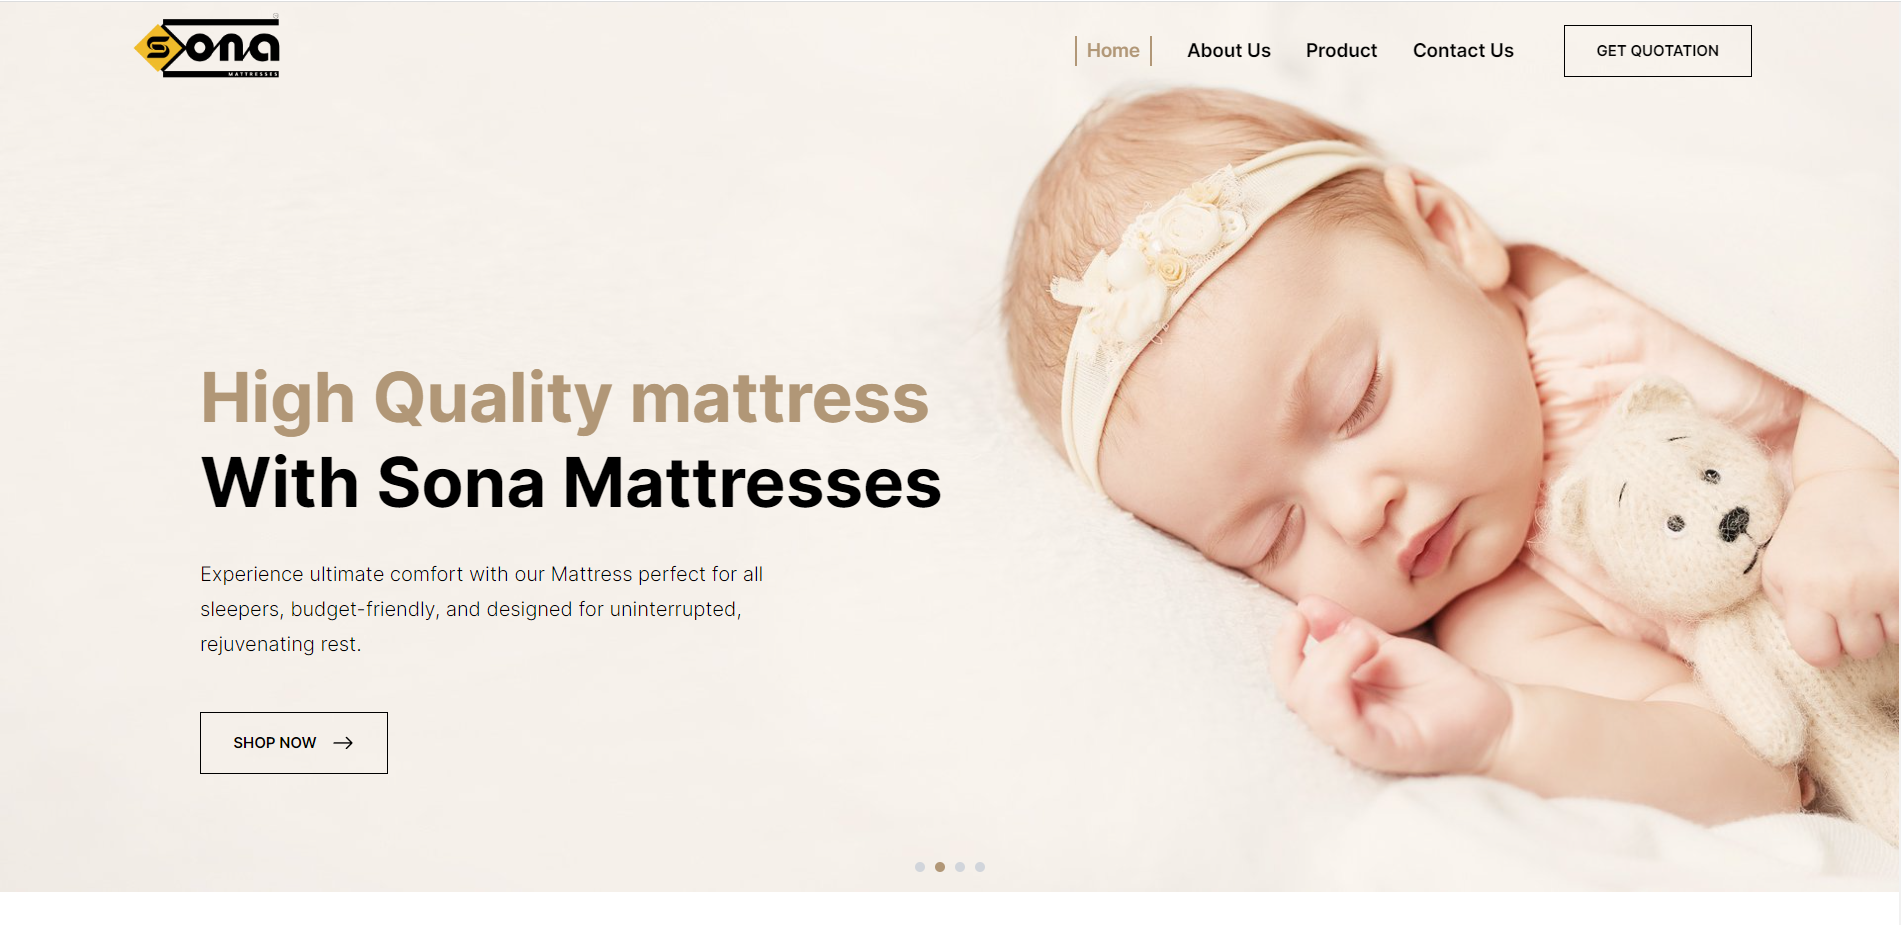 Sona
MATTRESSES
Home
About Us
Product
Contact Us
GET QUOTATION
High Quality mattress
With Sona Mattresses
Experience ultimate comfort with our Mattress perfect for all
sleepers, budget-friendly, and designed for uninterrupted,
rejuvenating rest.
SHOP NOW